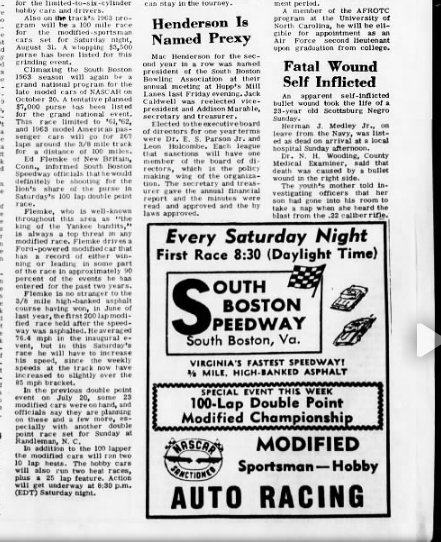 for the limited-to-six-cylinder
hobby cars and drivers.
Also on the track's 1963 pro-
gram will be a 100 mile race
for the modified-sportsman
cars set for Saturday night,
August 31. A whopping $3,500
purse has been listed for this
grinding event.
Climaxing the South Boston
1963 season will again be a
grand national program for the
late model cars of NASCAR on
October 20. A tentative planned
$7,000 purse has been listed
for the grand national event.
This race limited to '61,'62,
and 1963 model American pas-
senger cars will go for 267
laps around the 3/8 mile track
for a distance of 100 miles.
Ed Flemke of New Britain,
Conn., informed South Boston
Speedway officials that he would
definitely be shooting for the
lion's share of the purse in
Saturday's 100 lap double point
race.
Flemke, who is well-known
throughout this area as "the
king of the Yankee bandits,"
is always a top threat in any
modified race. Flemke drives a
Ford-powered modified car that
has a record of either win-
ning or leading in some part
of the race in approximately 90
percent of the events he has
entered for the past two years.
Flemke is no stranger to the
3/8 mile high-banked asphalt
course having won, in June of
last year, the first 200 lap modi-
fied race held after the speed-
way was asphalted. He averaged
76.4 mph in the inaugural e-
vent, but in this Saturday's
race he will have to increase
his speed, since the weekly
speeds at the track now have
increased to slightly over the
85 mph bracket.
In the previous double point
event on July 20, some 23
modified cars were on hand, and
officials say they are planning
on these and a few more, es-
pecially with another double
point race set for Sunday at
Randleman, N. C.
In addition to the 100 lapper
the modified cars will run two
10 lap heats. The hobby cars
will also run two heat races,
plus a 25 lap feature. Action
will get underway at 8:30 p.m.
(EDT) Saturday night.
can stay in the tourney.
Henderson Is
Named Prexy
Mac Henderson for the sec-
ond year in a row was named
president of the South Boston
Bowling Association at their
annual meeting at Hupp's Mill
Lanes last Friday evening. Jack
Caldwell was reelected vice-
president and Addison Marable,
secretary and treasurer.
Elected to the executive board
of directors for one year terms
were Dr. E. S. Parson Jr. and
Leon Holcombe. Each league
that sanctions will have one
member of the board of di-
rectors, which is the policy
making wing of the organiza-
tion. The secretary and treas-
urer gave the annual financial
report and the minutes were
read and approved and the by
laws approved.
ment period.
A member of the AFROTC
program at the University of
North Carolina, he will be eli-
gible for appointment as an
Air Force second lieutenant
upon graduation from college.
Fatal Wound
Self Inflicted
An apparent self-inflicted
bullet wound took the life of a
23-year old Scottsburg Negro
Sunday.
Herman J. Medley Jr., on
leave from the Navy, was list-
ed as dead on arrival at a local
hospital Sunday afternoon.
Dr. N. H. Wooding, County
Medical Examiner, said that
death was caused by a bullet
wound in the right side.
The youth's mother told in-
vestigating officers that her
son had gone into his room to
take a nap when she heard the
blast from the .22 caliber rifle.
Every Saturday Night
First Race 8:30 (Daylight Time)
SOUTH
BOSTON
SPEEDWAY
South Boston, Va.
VIRGINIA'S FASTEST SPEEDWAY!
⅜ MILE, HIGH-BANKED ASPHALT
SPECIAL EVENT THIS WEEK
100-Lap Double Point
Modified Championship
NASCAR
SANCTIONED
MODIFIED
Sportsman—Hobby
AUTO RACING